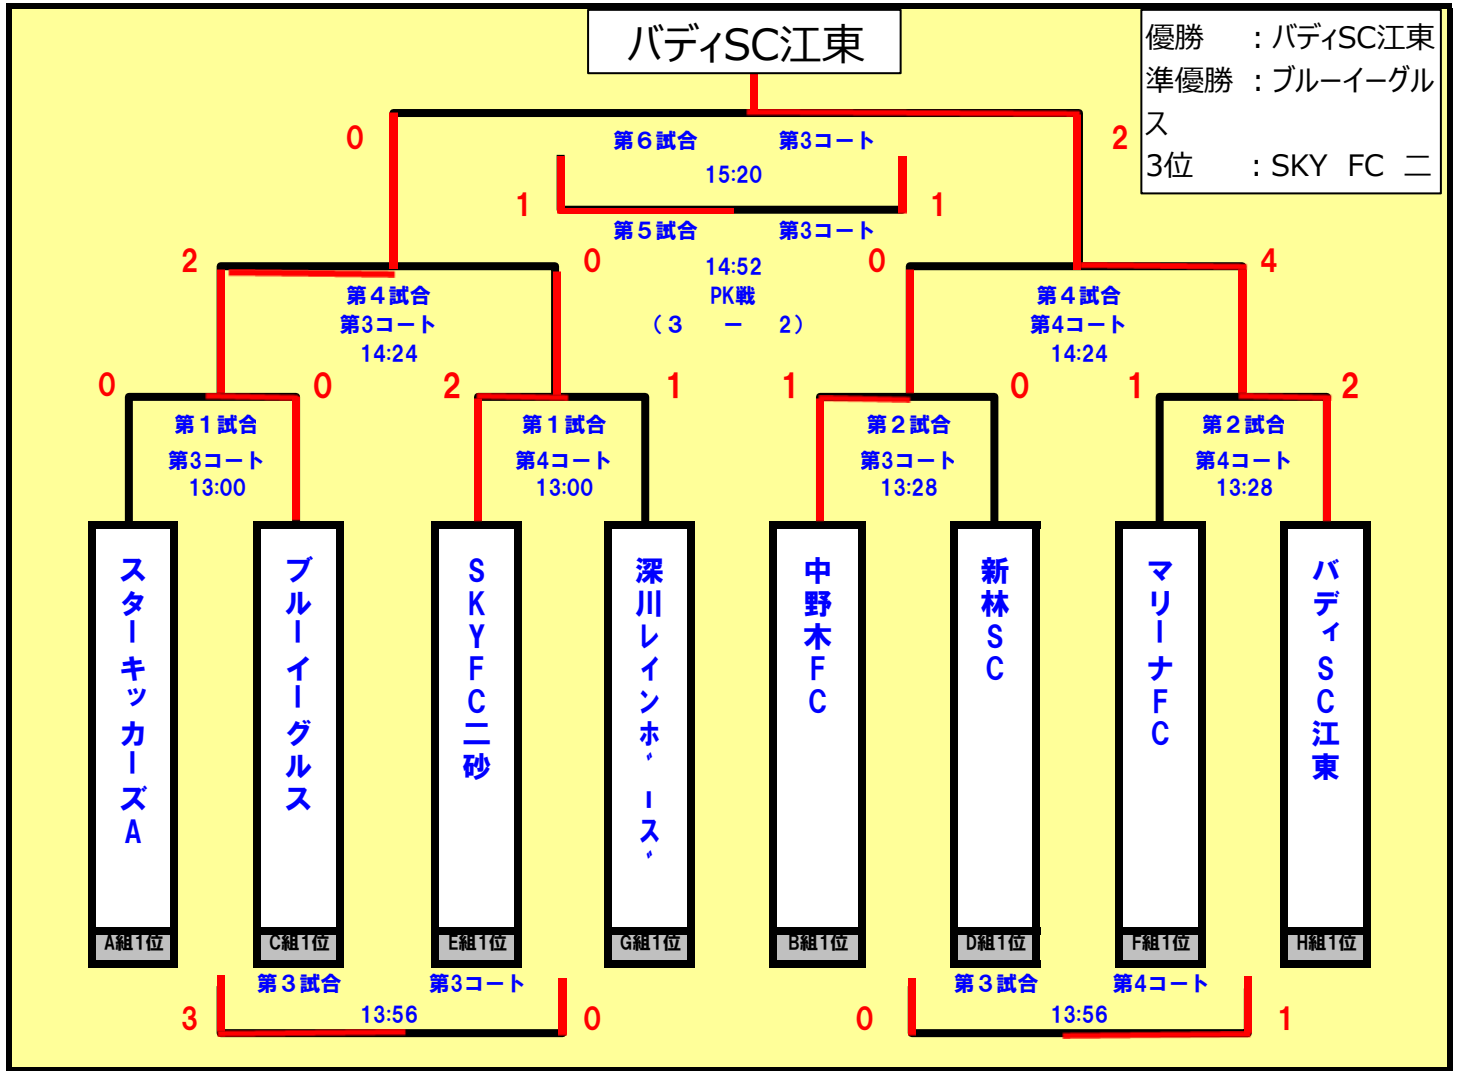 バディSC江東
優勝　：バディSC江東
準優勝　：ブルーイーグル
ス
3位　：SKY　FC　二
0
第６試合　第3コート
2
15:20
1
1
第５試合　第3コート
2
0
14:52
0
4
PK戦
（３　－　２）
第４試合
第3コート
14:24
第４試合
第4コート
14:24
0
0
2
1
1
0
1
2
第１試合
第3コート
13:00
第１試合
第4コート
13:00
第２試合
第3コート
13:28
第２試合
第4コート
13:28
スターキッカーズA
ブルーイーグルス
SKYFC二砂
深川レインホ゛ース゛
中野木FC
新林SC
マリーナFC
バディSC江東
A組1位
C組1位
E組1位
G組1位
B組1位
D組1位
F組1位
H組1位
第３試合　第3コート
3
13:56
0
第３試合　第4コート
0
13:56
1